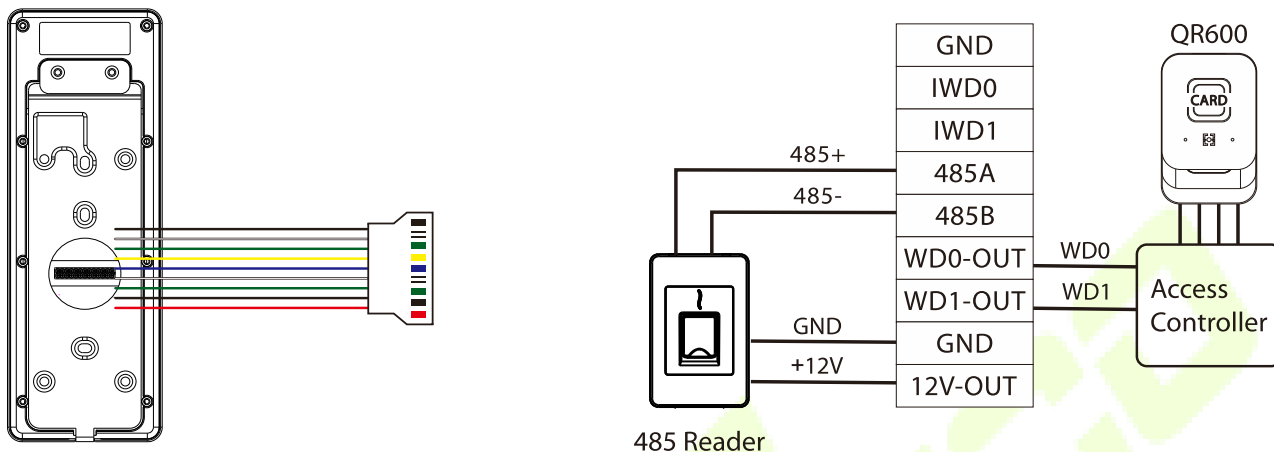 GND
IWD0
IWD1
485A
485B
WD0-OUT
WD1-OUT
GND
12V-OUT
485+
485-
GND
+12V
485 Reader
WD0
WD1
QR600
CARD
Access
Controller